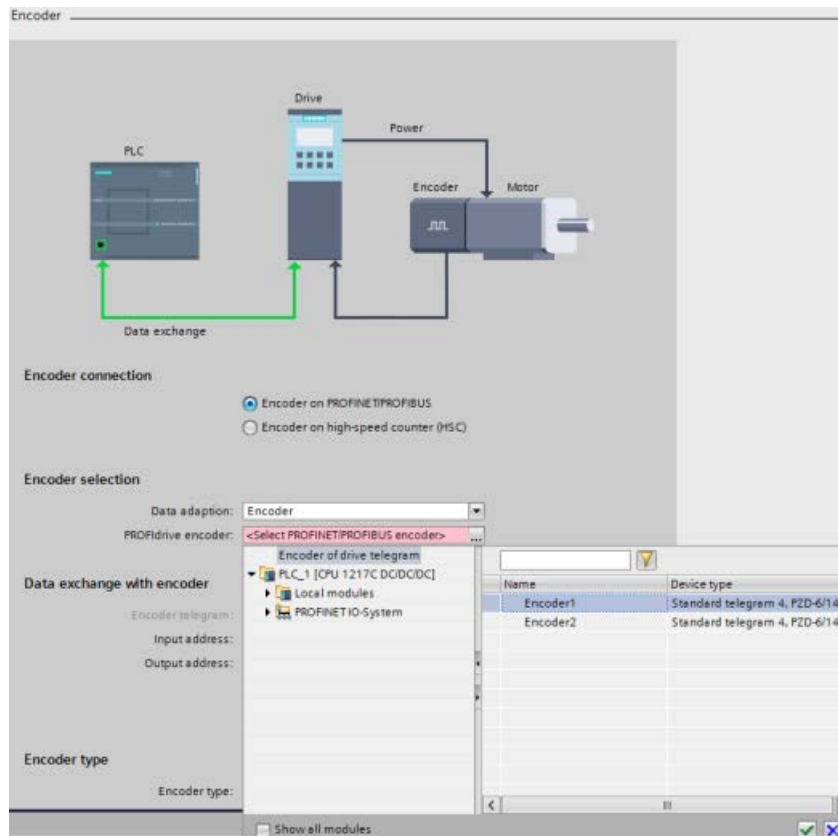 Encoder
Drive
Power
PLC
Encoder Motor
Data exchange
Encoder connection
Encoder on PROFINET/PROFIBUS
Encoder on high-speed counter (HSC)
Encoder selection
Data adaption: Encoder
PROFIdrive encoder: <Select PROFINET/PROFIBUS encoder> ...
Encoder of drive telegram
PLC_1 [CPU 1217C DC/DC/DC]
Name Device type
Data exchange with encoder
Local modules
Encoder1 Standard telegram 4, PZD-6/14
Encoder telegram:
PROFINET IO-System
Encoder2 Standard telegram 4, PZD-6/14
Input address:
Output address:
Encoder type
Encoder type:
Show all modules